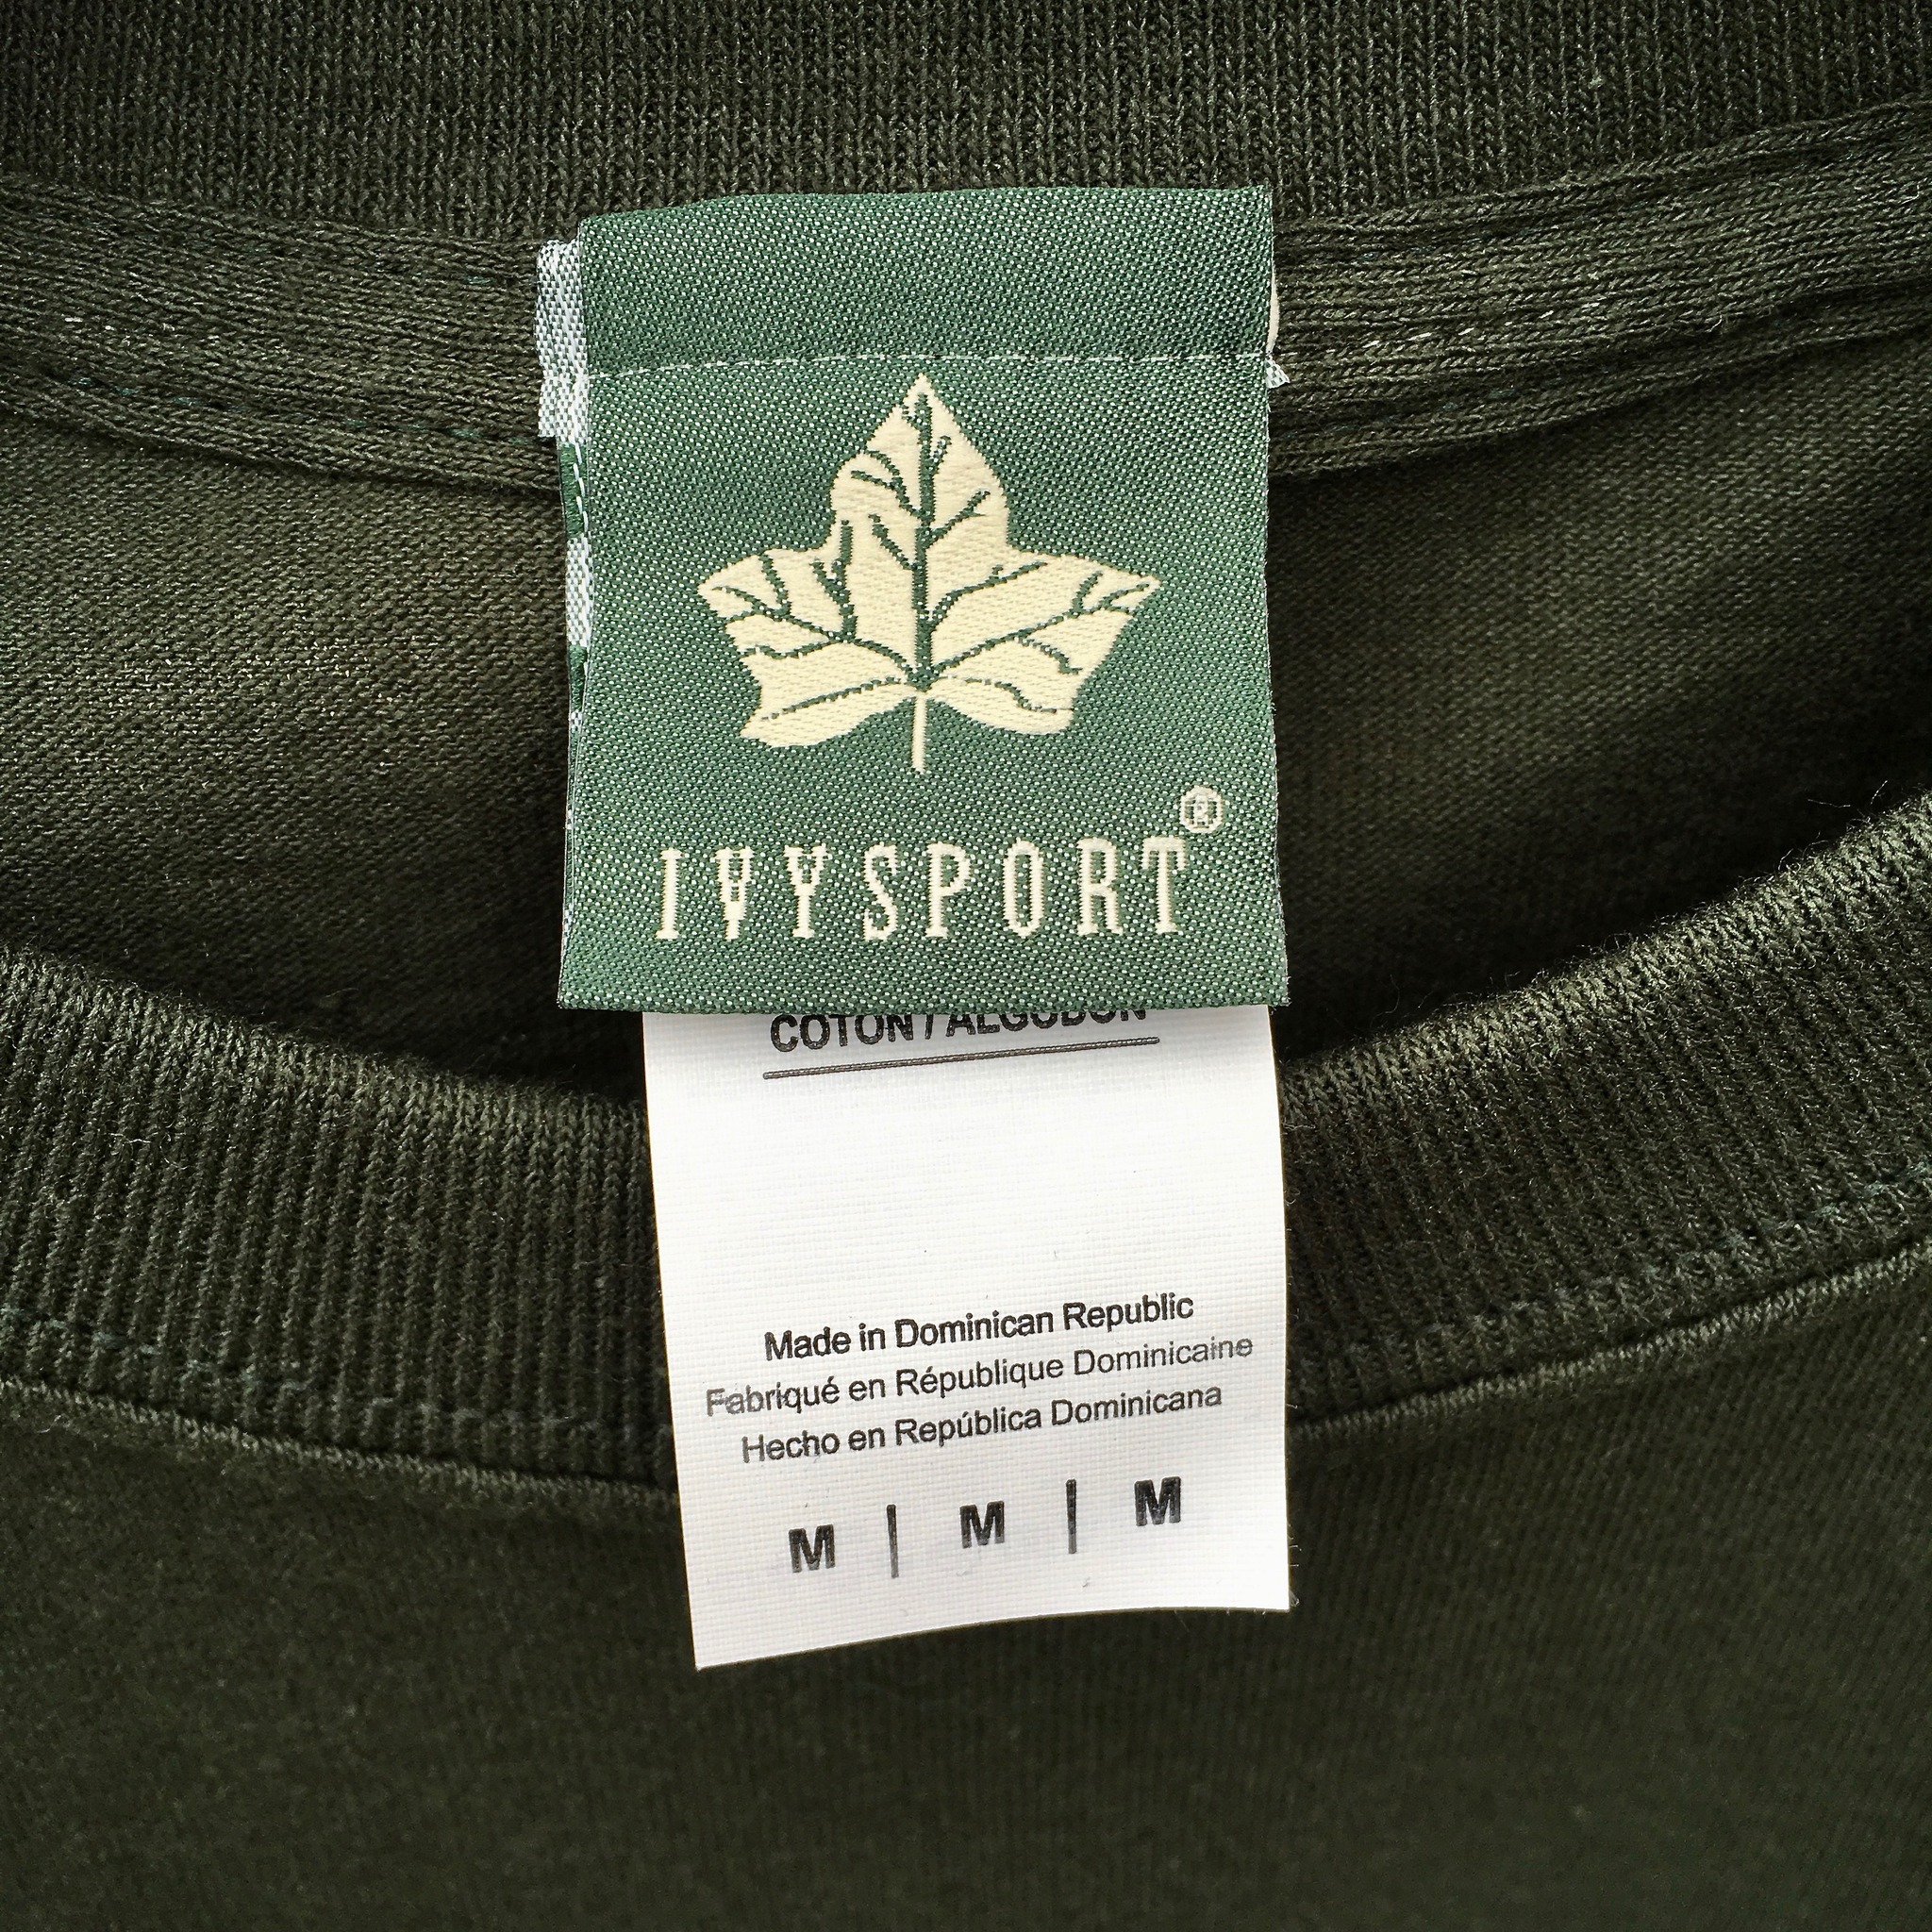 IVYSPORT®
COTON / ALGODON
Made in Dominican Republic
Fabriqué en République Dominicaine
Hecho en República Dominicana
M | M | M